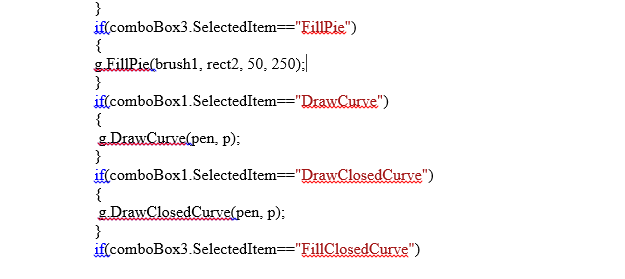 }
if(comboBox3.SelectedItem=="FillPie")
{
g.FillPie(brush1, rect2, 50, 250);
}
if(comboBox1.SelectedItem=="DrawCurve")
{
g.DrawCurve(pen, p);
}
if(comboBox1.SelectedItem=="DrawClosedCurve")
{
g.DrawClosedCurve(pen, p);
}
if(comboBox3.SelectedItem=="FillClosedCurve")